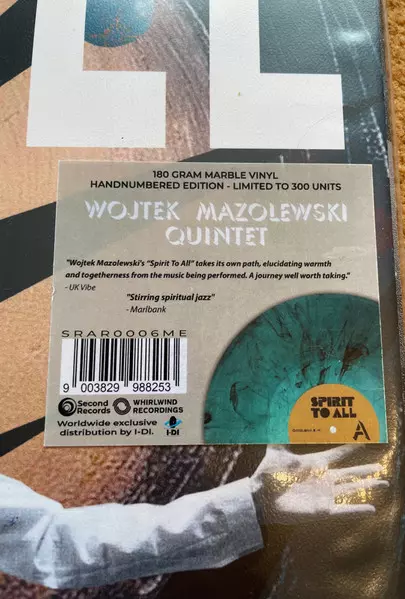 LL
180 GRAM MARBLE VINYL
HANDNUMBERED EDITION - LIMITED TO 300 UNITS
WOJTEK MAZOLEWSKI
QUINTET
"Wojtek Mazolewski's "Spirit To All" takes its own path, elucidating warmth
and togetherness from the music being performed. A journey well worth taking."
- UK Vibe
"Stirring spiritual jazz"
- Marlbank
SRAR0006ME
9 003829 988253
Second Records
WHIRLWIND RECORDINGS
Worldwide exclusive
distribution by I-DI.
I-DI
SPIRIT
TO ALL
A